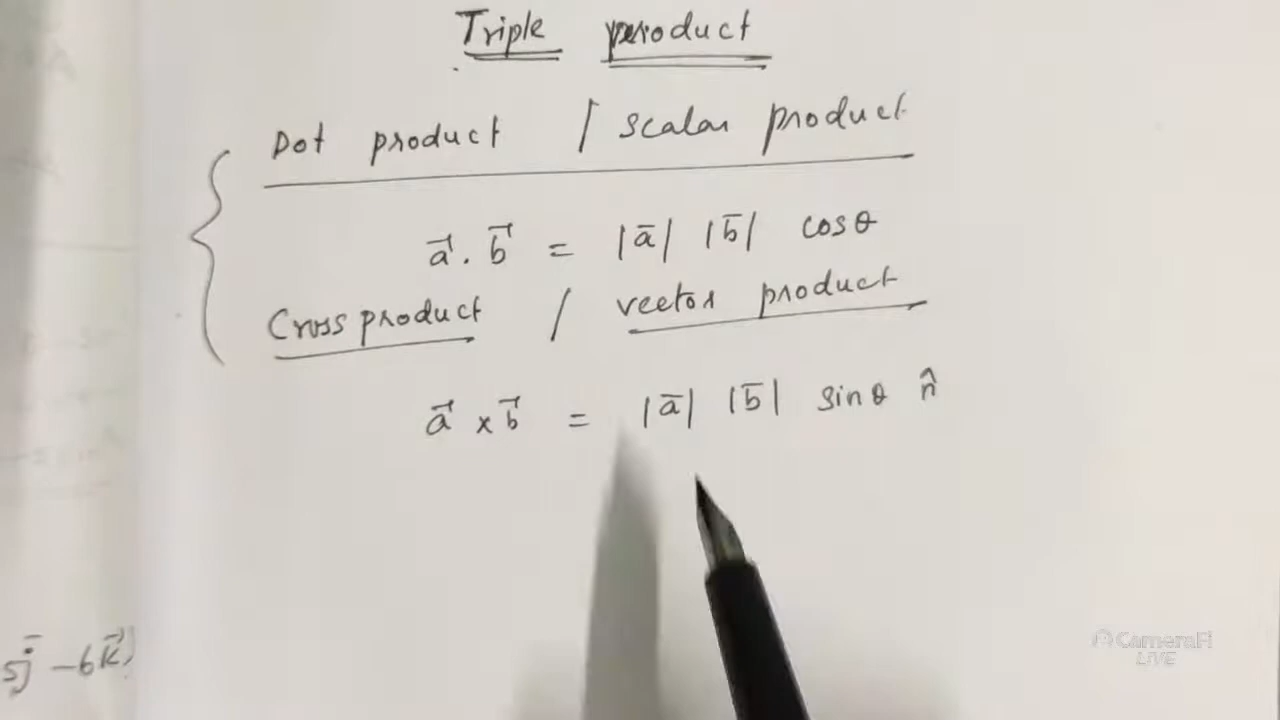 Triple product
Dot product / scalar product
a⃗ . b⃗ = |a̅| |b̅| cosθ
Cross product / vector product
a⃗ × b⃗ = |a̅| |b̅| sinθ n̂
5j̅ - 6k⃗)
CameraFi
LIVE